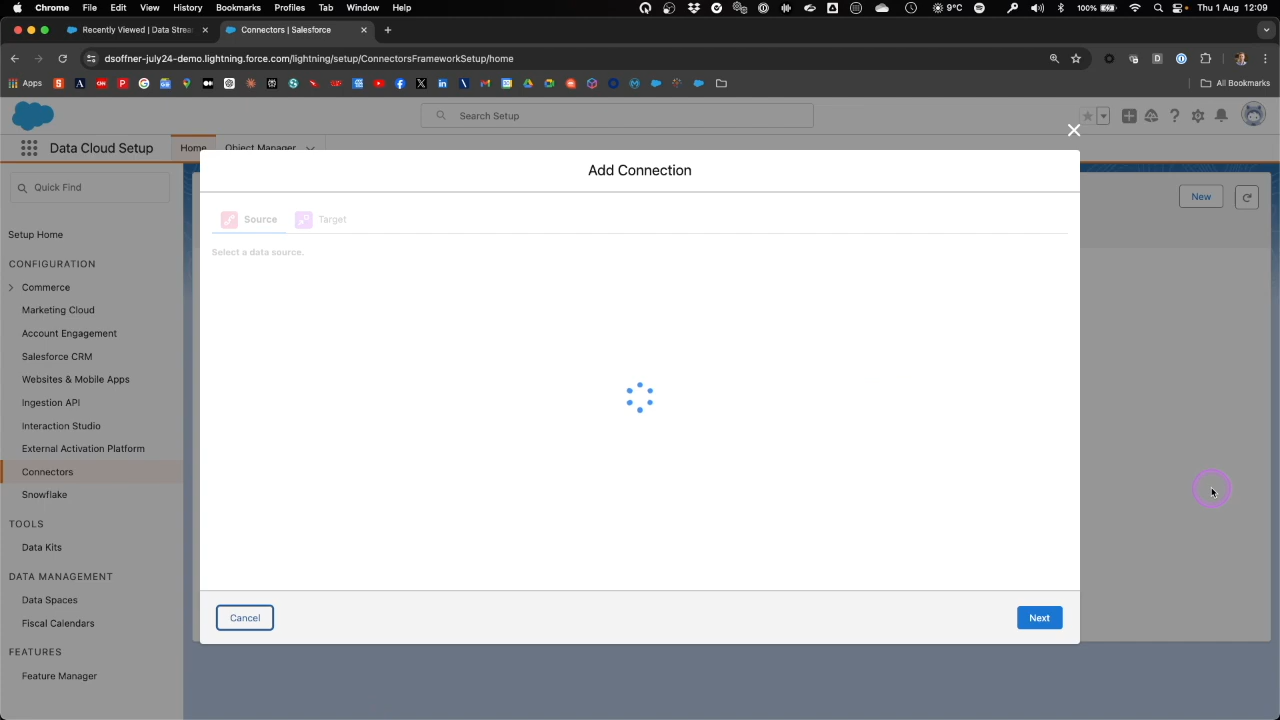 Chrome File Edit View History Bookmarks Profiles Tab Window Help 9°C 100% Thu 1 Aug 12:09
Recently Viewed | Data Strea Connectors | Salesforce
dsoffner-july24-demo.lightning.force.com/lightning/setup/ConnectorsFrameworkSetup/home
Apps All Bookmarks
Search Setup
Data Cloud Setup Home Object Manager
Add Connection
Quick Find
New
Source Target
Setup Home
Select a data source.
CONFIGURATION
Commerce
Marketing Cloud
Account Engagement
Salesforce CRM
Websites & Mobile Apps
Ingestion API
Interaction Studio
External Activation Platform
Connectors
Snowflake
TOOLS
Data Kits
DATA MANAGEMENT
Data Spaces
Fiscal Calendars
Cancel Next
FEATURES
Feature Manager